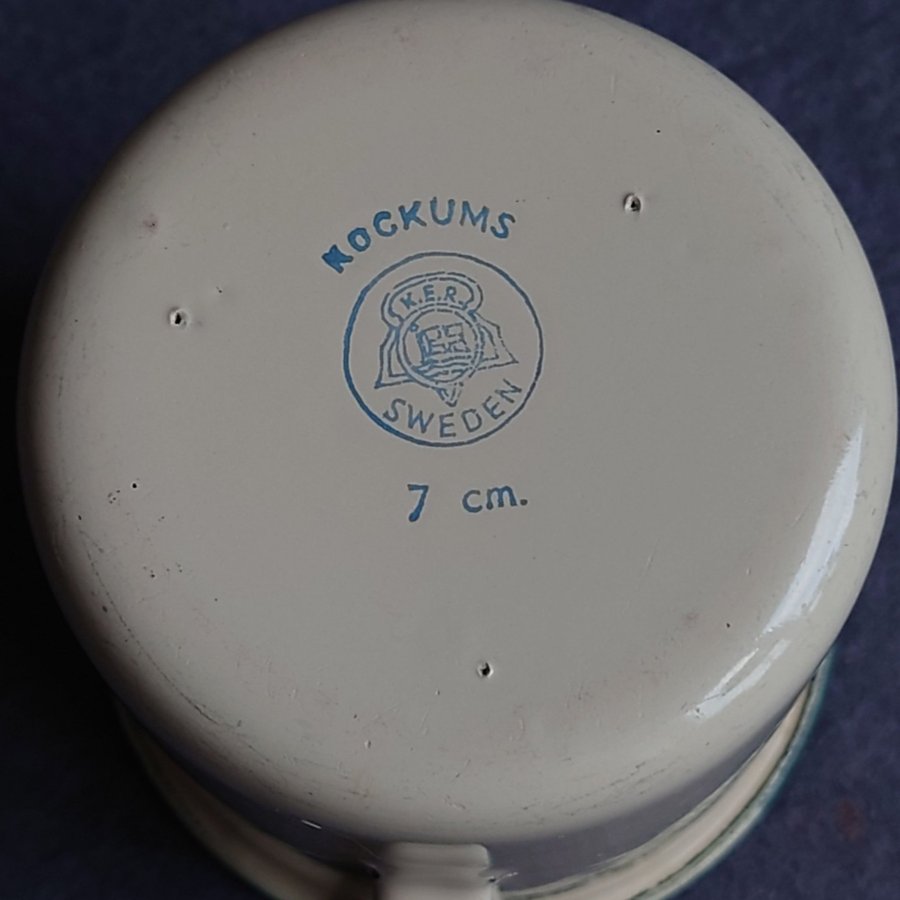 KOCKUMS
K.E.R.
SWEDEN
7 cm.